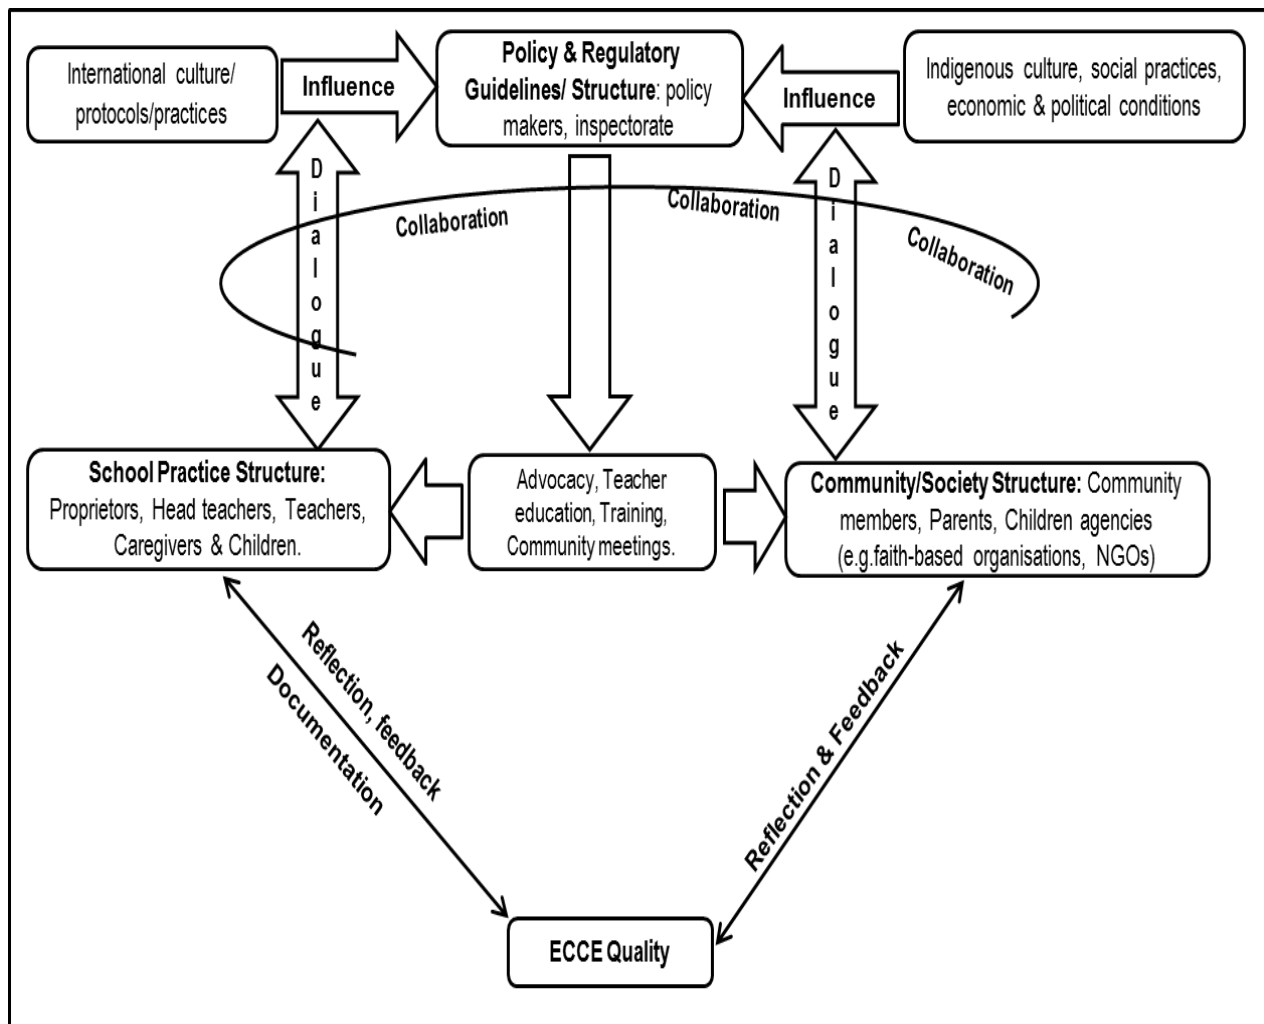 International culture/
protocols/practices
Influence
Policy & Regulatory
Guidelines/ Structure: policy
makers, inspectorate
Influence
Indigenous culture, social practices,
economic & political conditions
Dialogue
Collaboration
Collaboration
Collaboration
Dialogue
School Practice Structure:
Proprietors, Head teachers, Teachers,
Caregivers & Children.
Advocacy, Teacher
education, Training,
Community meetings.
Community/Society Structure: Community
members, Parents, Children agencies
(e.g.faith-based organisations, NGOs)
Reflection, feedback
Documentation
Reflection & Feedback
ECCE Quality